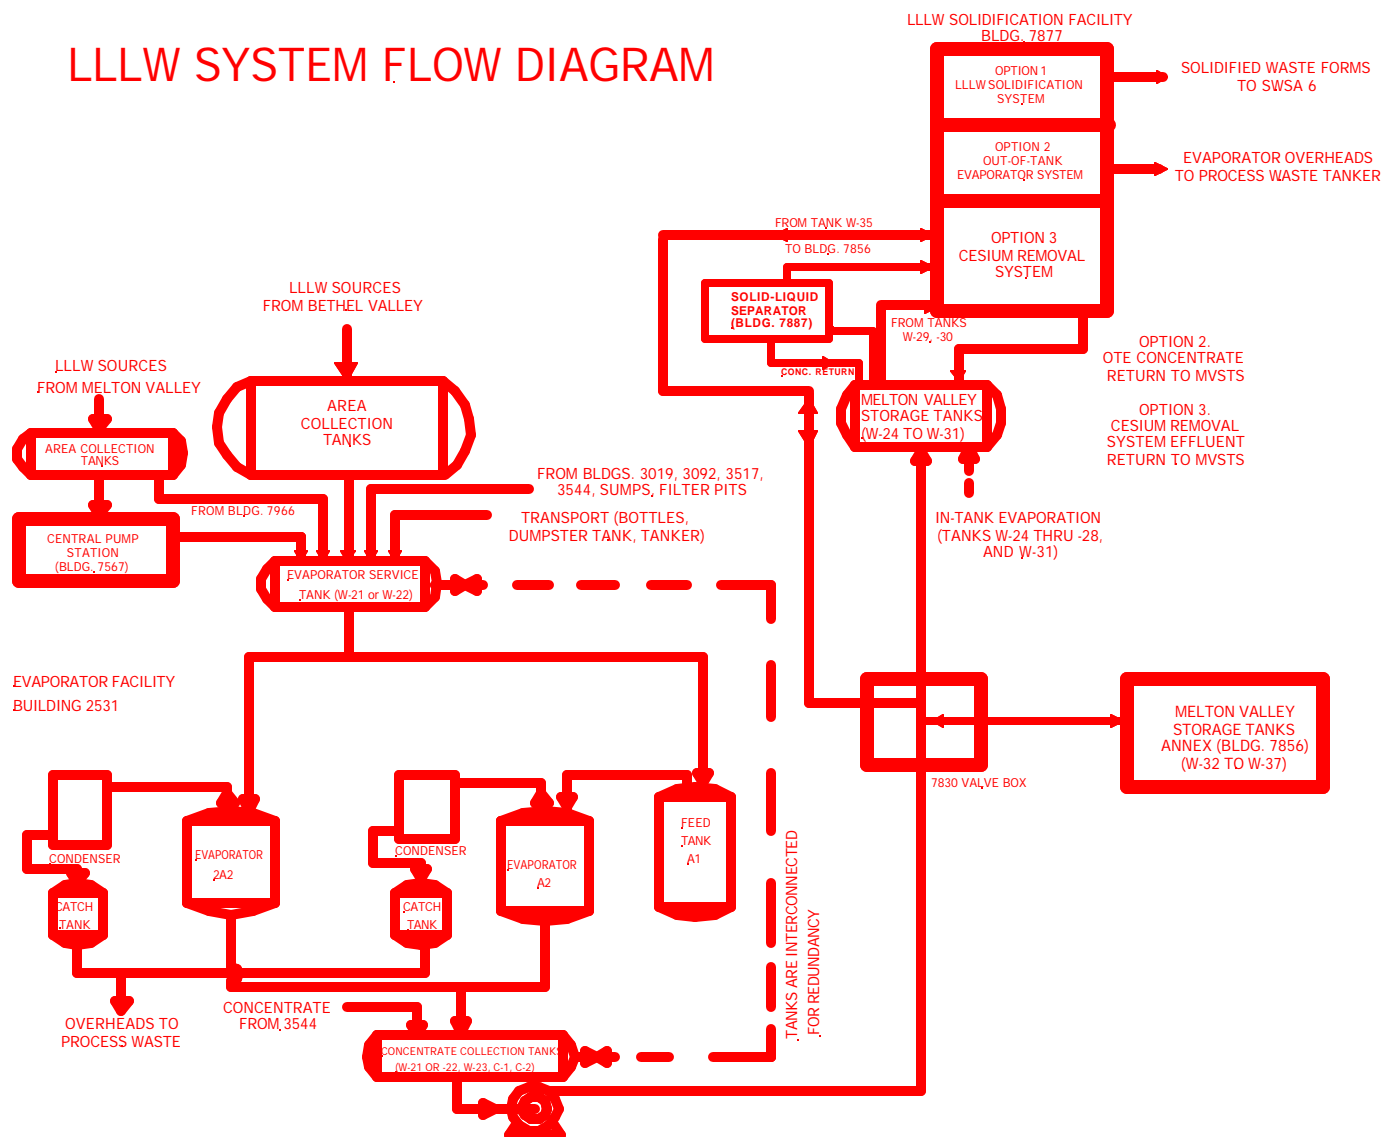 LLLW SYSTEM FLOW DIAGRAM
LLLW SOLIDIFICATION FACILITY
BLDG. 7877
OPTION 1
LLLW SOLIDIFICATION
SYSTEM
SOLIDIFIED WASTE FORMS
TO SWSA 6
OPTION 2
OUT-OF-TANK
EVAPORATOR SYSTEM
EVAPORATOR OVERHEADS
TO PROCESS WASTE TANKER
OPTION 3
CESIUM REMOVAL
SYSTEM
FROM TANK W-35
TO BLDG. 7856
SOLID-LIQUID
SEPARATOR
(BLDG. 7887)
FROM TANKS
W-29, -30
CONC. RETURN
OPTION 2.
OTE CONCENTRATE
RETURN TO MVSTS
OPTION 3.
CESIUM REMOVAL
SYSTEM EFFLUENT
RETURN TO MVSTS
MELTON VALLEY
STORAGE TANKS
(W-24 TO W-31)
IN-TANK EVAPORATION
(TANKS W-24 THRU -28,
AND W-31)
LLLW SOURCES
FROM BETHEL VALLEY
LLLW SOURCES
FROM MELTON VALLEY
AREA
COLLECTION
TANKS
AREA COLLECTION
TANKS
FROM BLDG. 7966
CENTRAL PUMP
STATION
(BLDG. 7567)
FROM BLDGS. 3019, 3092, 3517,
3544, SUMPS, FILTER PITS
TRANSPORT (BOTTLES,
DUMPSTER TANK, TANKER)
EVAPORATOR SERVICE
TANK (W-21 or W-22)
EVAPORATOR FACILITY
BUILDING 2531
MELTON VALLEY
STORAGE TANKS
ANNEX (BLDG. 7856)
(W-32 TO W-37)
7830 VALVE BOX
CONDENSER
EVAPORATOR
2A2
CATCH
TANK
CONDENSER
EVAPORATOR
A2
CATCH
TANK
FEED
TANK
A1
TANKS ARE INTERCONNECTED
FOR REDUNDANCY
OVERHEADS TO
PROCESS WASTE
CONCENTRATE
FROM 3544
CONCENTRATE COLLECTION TANKS
(W-21 OR -22, W-23, C-1, C-2)